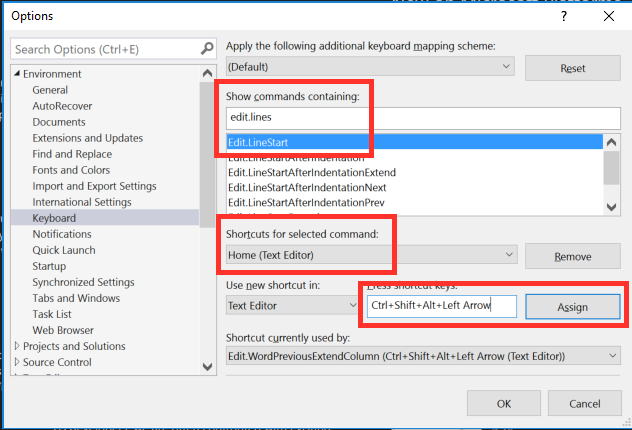 Options
?
Search Options (Ctrl+E)
Environment
General
AutoRecover
Documents
Extensions and Updates
Find and Replace
Fonts and Colors
Import and Export Settings
International Settings
Keyboard
Notifications
Quick Launch
Startup
Synchronized Settings
Tabs and Windows
Task List
Web Browser
Projects and Solutions
Source Control
Apply the following additional keyboard mapping scheme:
(Default)
Reset
Show commands containing:
edit.lines
Edit.LineStart
Edit.LineStartAfterIndentation
Edit.LineStartAfterIndentationExtend
Edit.LineStartAfterIndentationNext
Edit.LineStartAfterIndentationPrev
Shortcuts for selected command:
Home (Text Editor)
Remove
Use new shortcut in:
Press shortcut keys:
Text Editor
Ctrl+Shift+Alt+Left Arrow
Assign
Shortcut currently used by:
Edit.WordPreviousExtendColumn (Ctrl+Shift+Alt+Left Arrow (Text Editor))
OK
Cancel